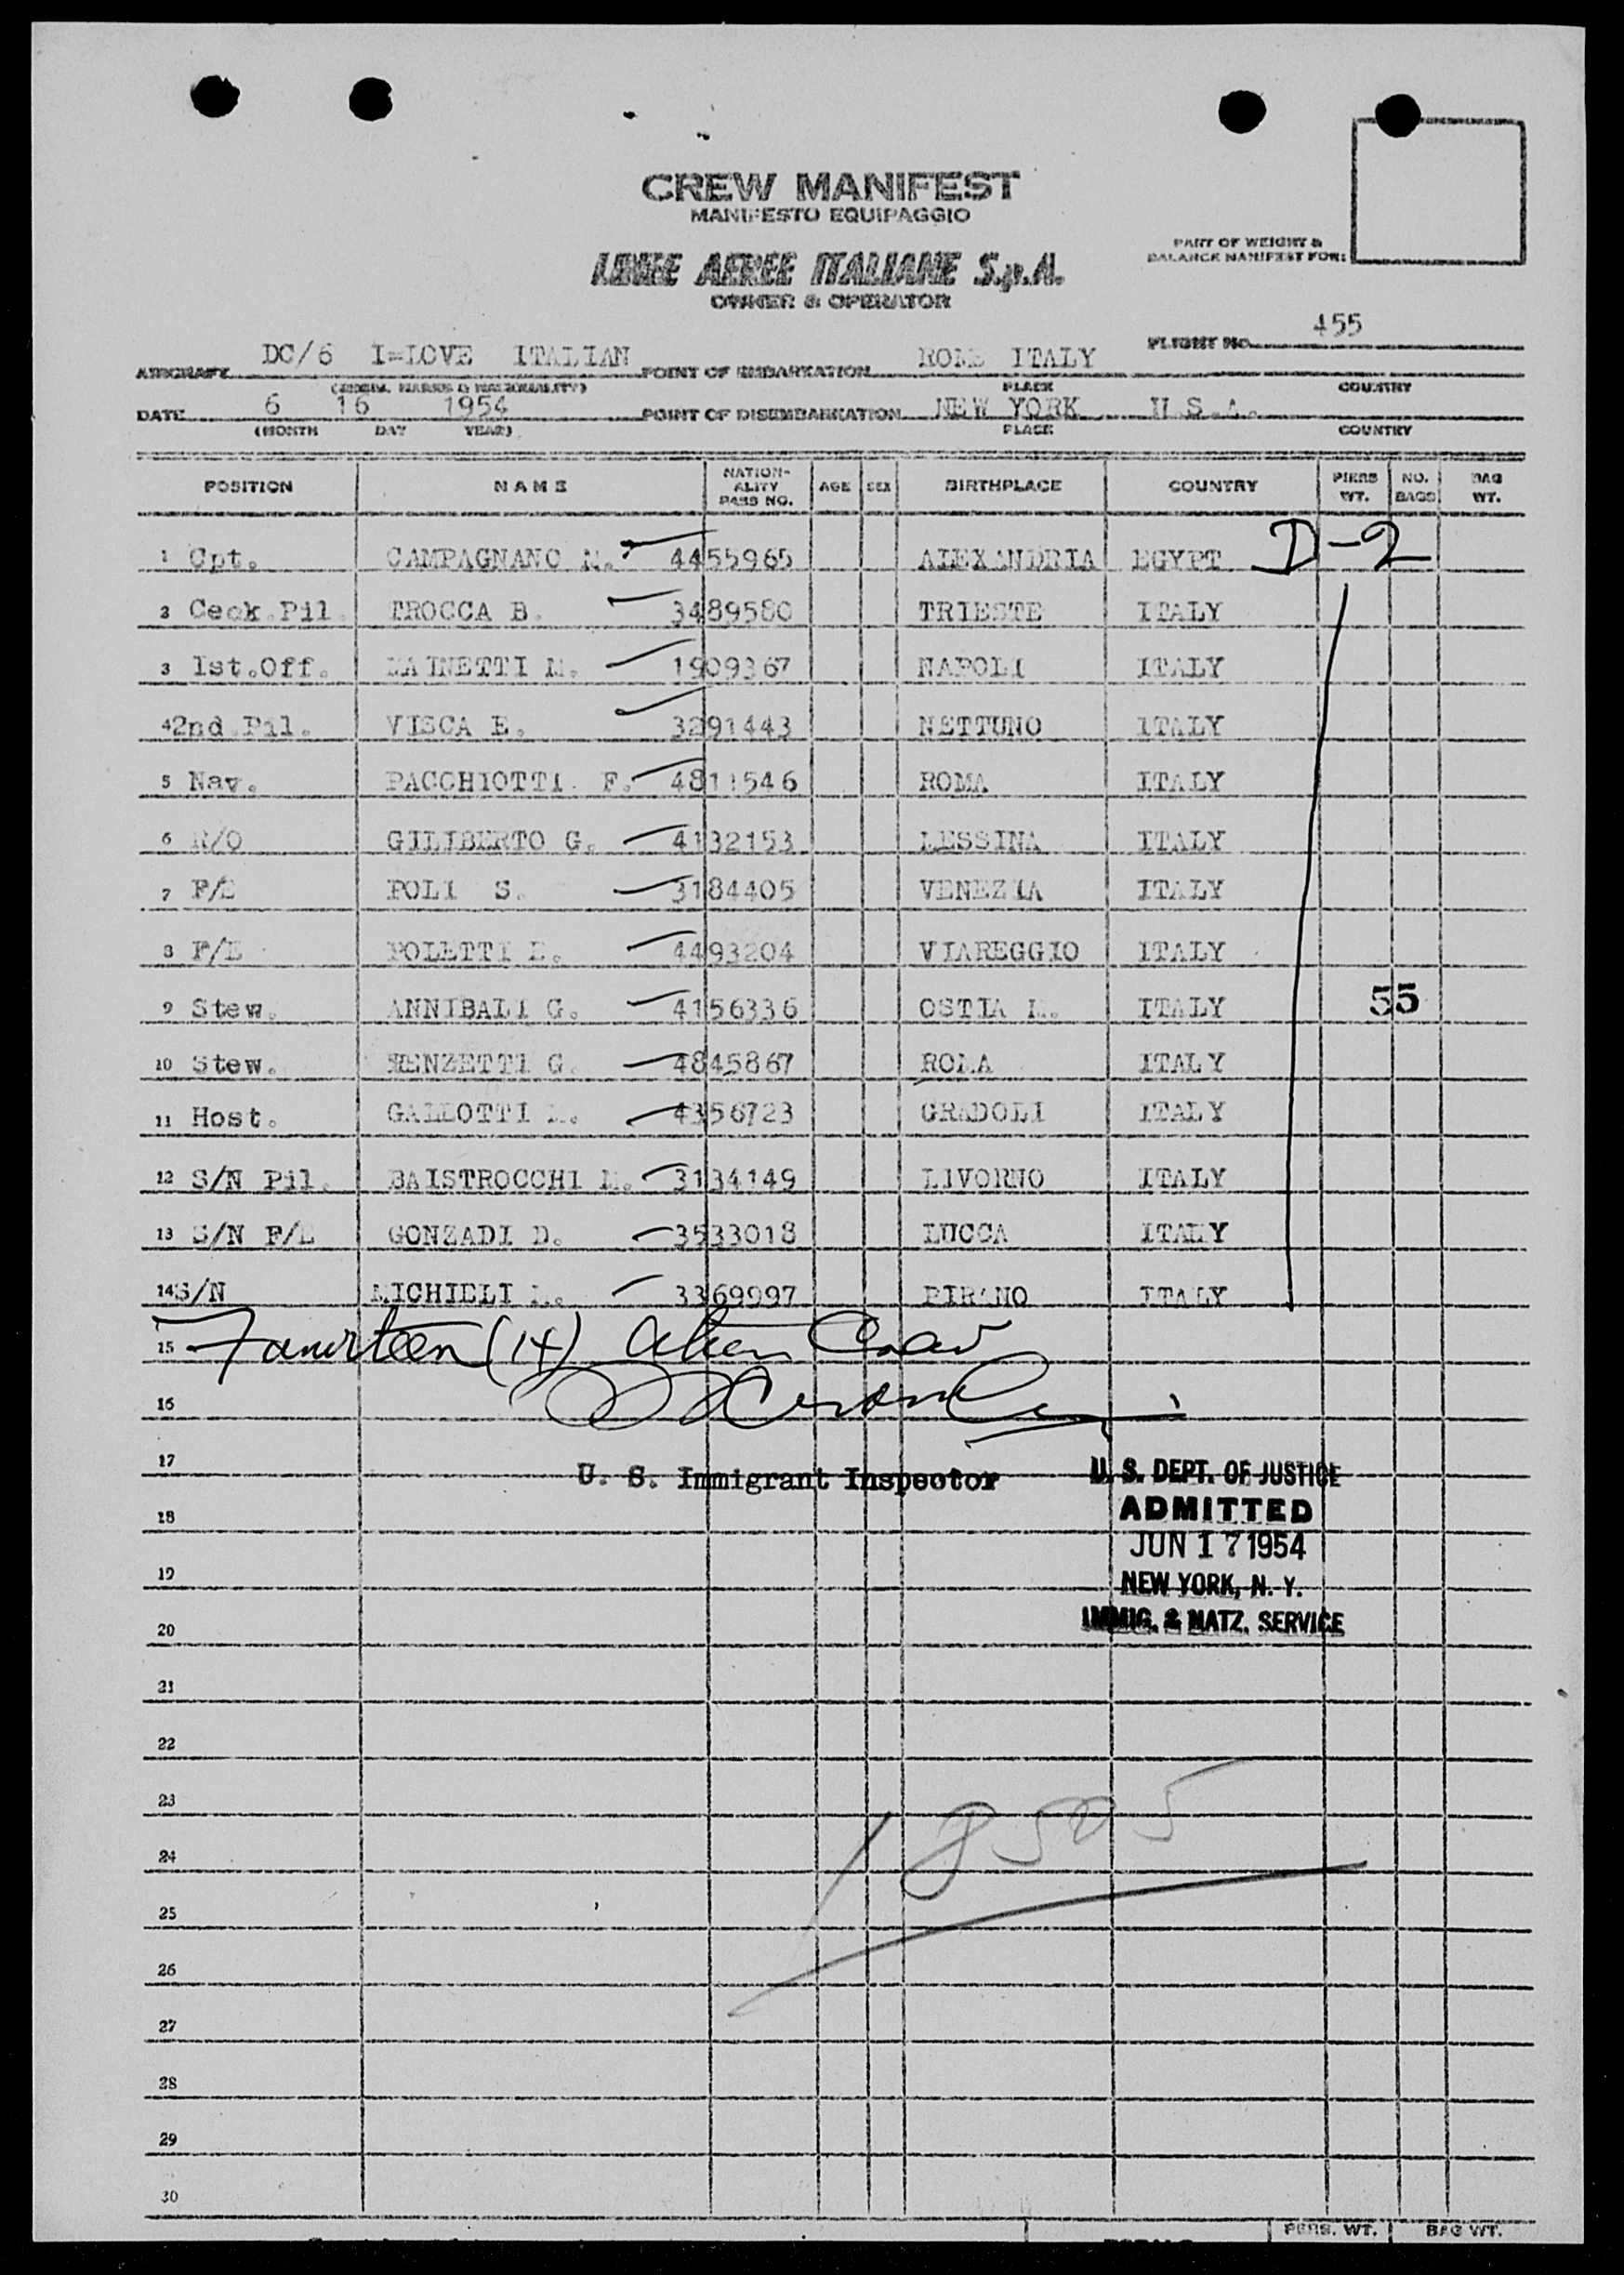 CREW MANIFEST
MANIFESTO EQUIPAGGIO
PART OF WEIGHT &
BALANCE MANIFEST FOR:
LINEE AEREE ITALIANE S.p.A.
OWNER & OPERATOR
FLIGHT NO. 455
AIRCRAFT DC/6 I=LOVE ITALIAN POINT OF EMBARKATION ROME ITALY
PLACE COUNTRY
DATE 6 16 1954 POINT OF DISEMBARKATION NEW YORK U.S.A.
(MONTH DAY YEAR) PLACE COUNTRY
POSITION NAME NATION-ALITY PASS NO. AGE SEX BIRTHPLACE COUNTRY WT. NO. BAGS BAG WT.
1 Cpt. CAMPAGNANO M. 4455965 ALEXANDRIA EGYPT D-2
2 Ceck.Pil. TROCCA B. 3489580 TRIESTE ITALY
3 1st.Off. MAINETTI M. 1909367 NAPOLI ITALY
4 2nd.Pil. VISCA E. 3291443 NETTUNO ITALY
5 Nav. PACCHIOTTI F. 4811546 ROMA ITALY
6 R/O GILIBERTO G. 4132153 MESSINA ITALY
7 F/E POLI S. 3184405 VENEZIA ITALY
8 F/E POLETTI E. 4493204 VIAREGGIO ITALY
9 Stew. ANNIBALI G. 4156336 OSTIA L. ITALY 55
10 Stew. RENZETTI G. 4845867 ROMA ITALY
11 Host. GALLOTTI 4356723 GRADOLI ITALY
12 S/N Pil. BAISTROCCHI M. 3134149 LIVORNO ITALY
13 S/N F/E GONZADI D. 3533018 LUCCA ITALY
14 S/N MICHIELI 3369997 PIRANO ITALY
15 Fourteen (14) alien Crew
16
17 U. S. Immigrant Inspector U. S. DEPT. OF JUSTICE
ADMITTED
18
JUN 17 1954
19 NEW YORK, N. Y.
IMMIG. & NATZ. SERVICE
20
21
22
23
18505
24
25
26
27
28
29
30
PERS. WT. BAG WT.